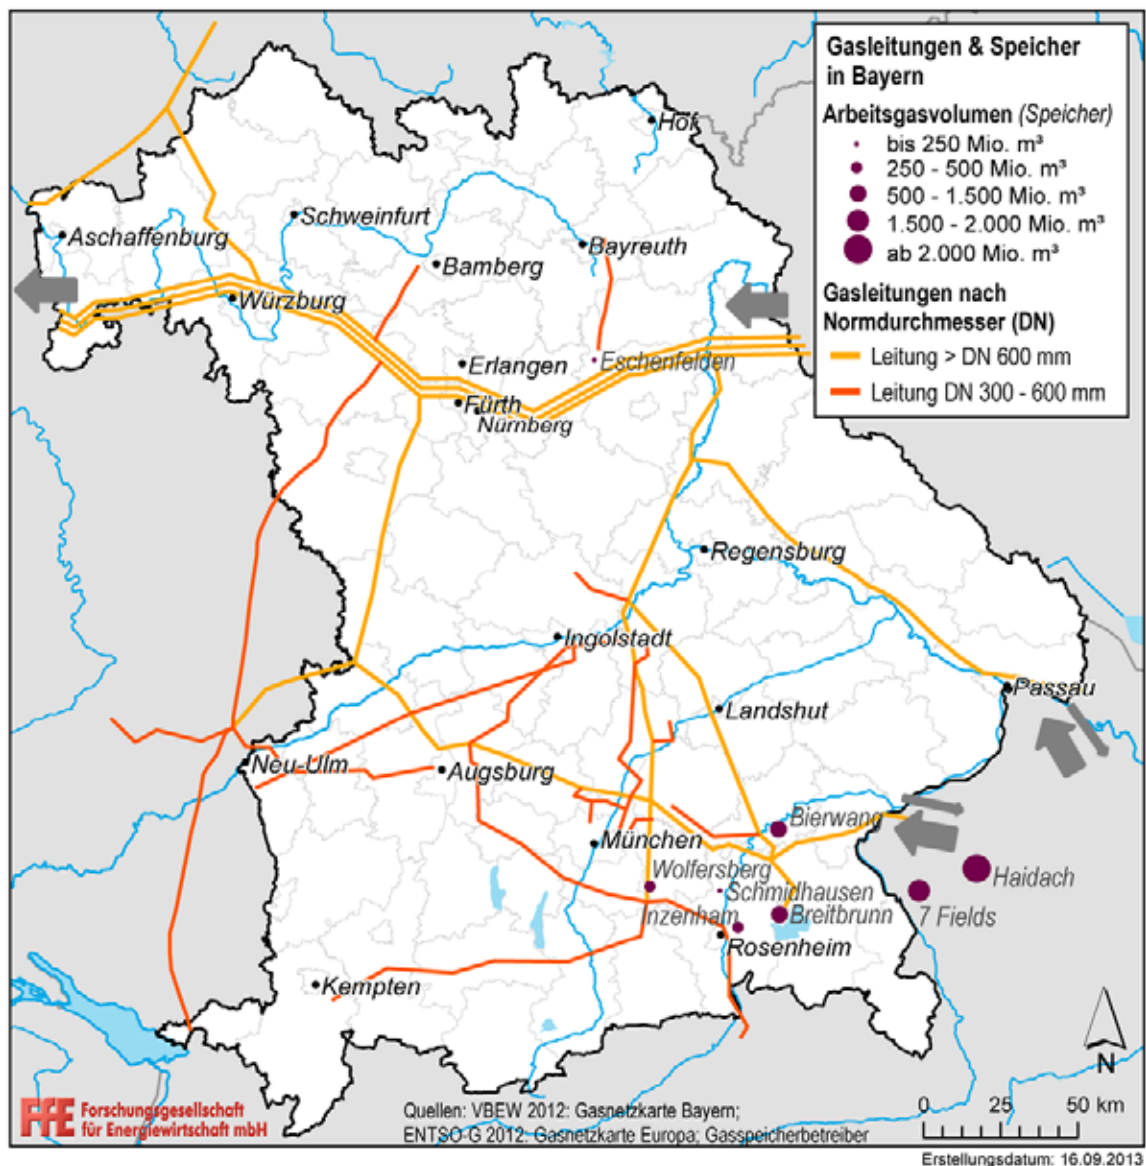 Gasleitungen & Speicher
in Bayern
Arbeitsgasvolumen (Speicher)
bis 250 Mio. m³
250 - 500 Mio. m³
500 - 1.500 Mio. m³
1.500 - 2.000 Mio. m³
ab 2.000 Mio. m³
Gasleitungen nach
Normdurchmesser (DN)
Leitung > DN 600 mm
Leitung DN 300 - 600 mm
Hof
Schweinfurt
Aschaffenburg
Bayreuth
Bamberg
Würzburg
Erlangen
Eschenfelden
Fürth
Nürnberg
Regensburg
Ingolstadt
Passau
Landshut
Neu-Ulm
Augsburg
Bierwang
München
Wolfersberg
Haidach
Schmidhausen
Inzenham
Breitbrunn
7 Fields
Rosenheim
Kempten
N
FfE Forschungsgesellschaft
für Energiewirtschaft mbH
Quellen: VBEW 2012: Gasnetzkarte Bayern;
ENTSO-G 2012: Gasnetzkarte Europa; Gasspeicherbetreiber
0 25 50 km
Erstellungsdatum: 16.09.2013